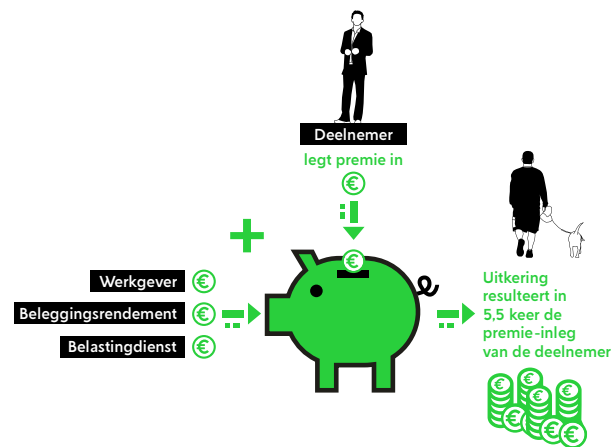 Deelnemer
legt premie in
€
€
Werkgever €
Beleggingsrendement €
Belastingdienst €
Uitkering
resulteert in
5,5 keer de
premie-inleg
van de deelnemer
€ € €
€ € € €